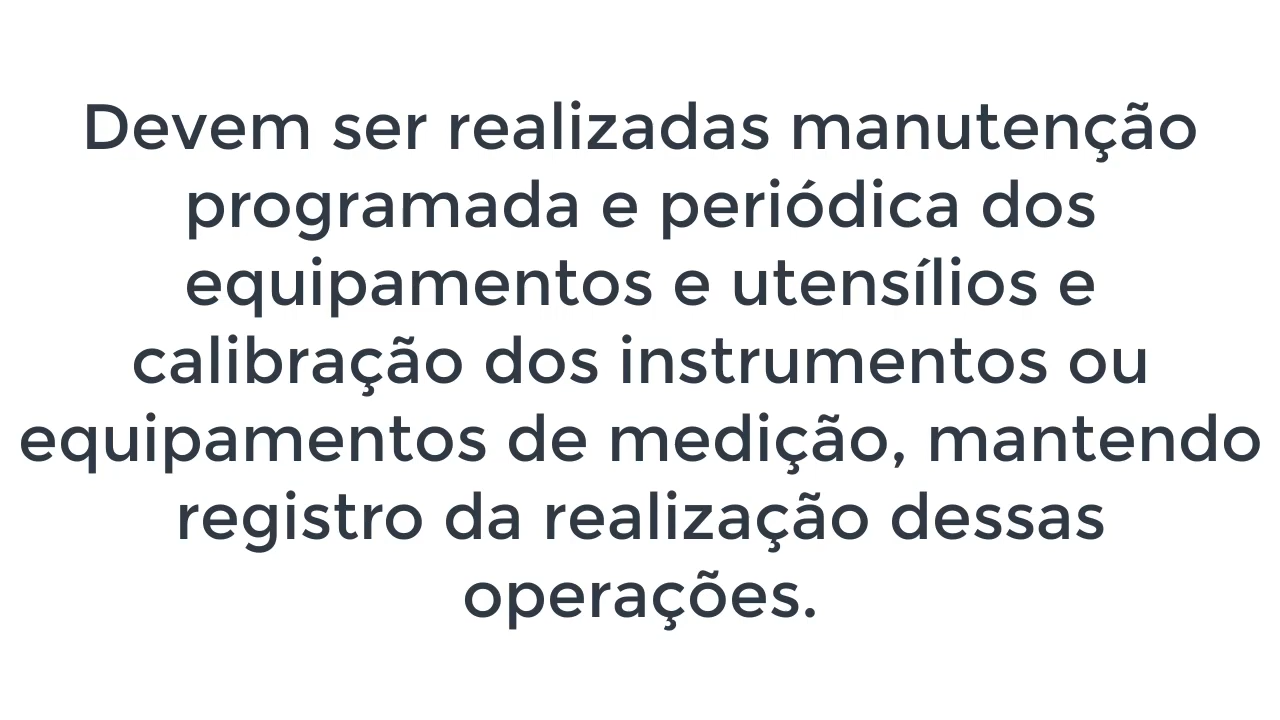 Devem ser realizadas manutenção
programada e periódica dos
equipamentos e utensílios e
calibração dos instrumentos ou
equipamentos de medição, mantendo
registro da realização dessas
operações.